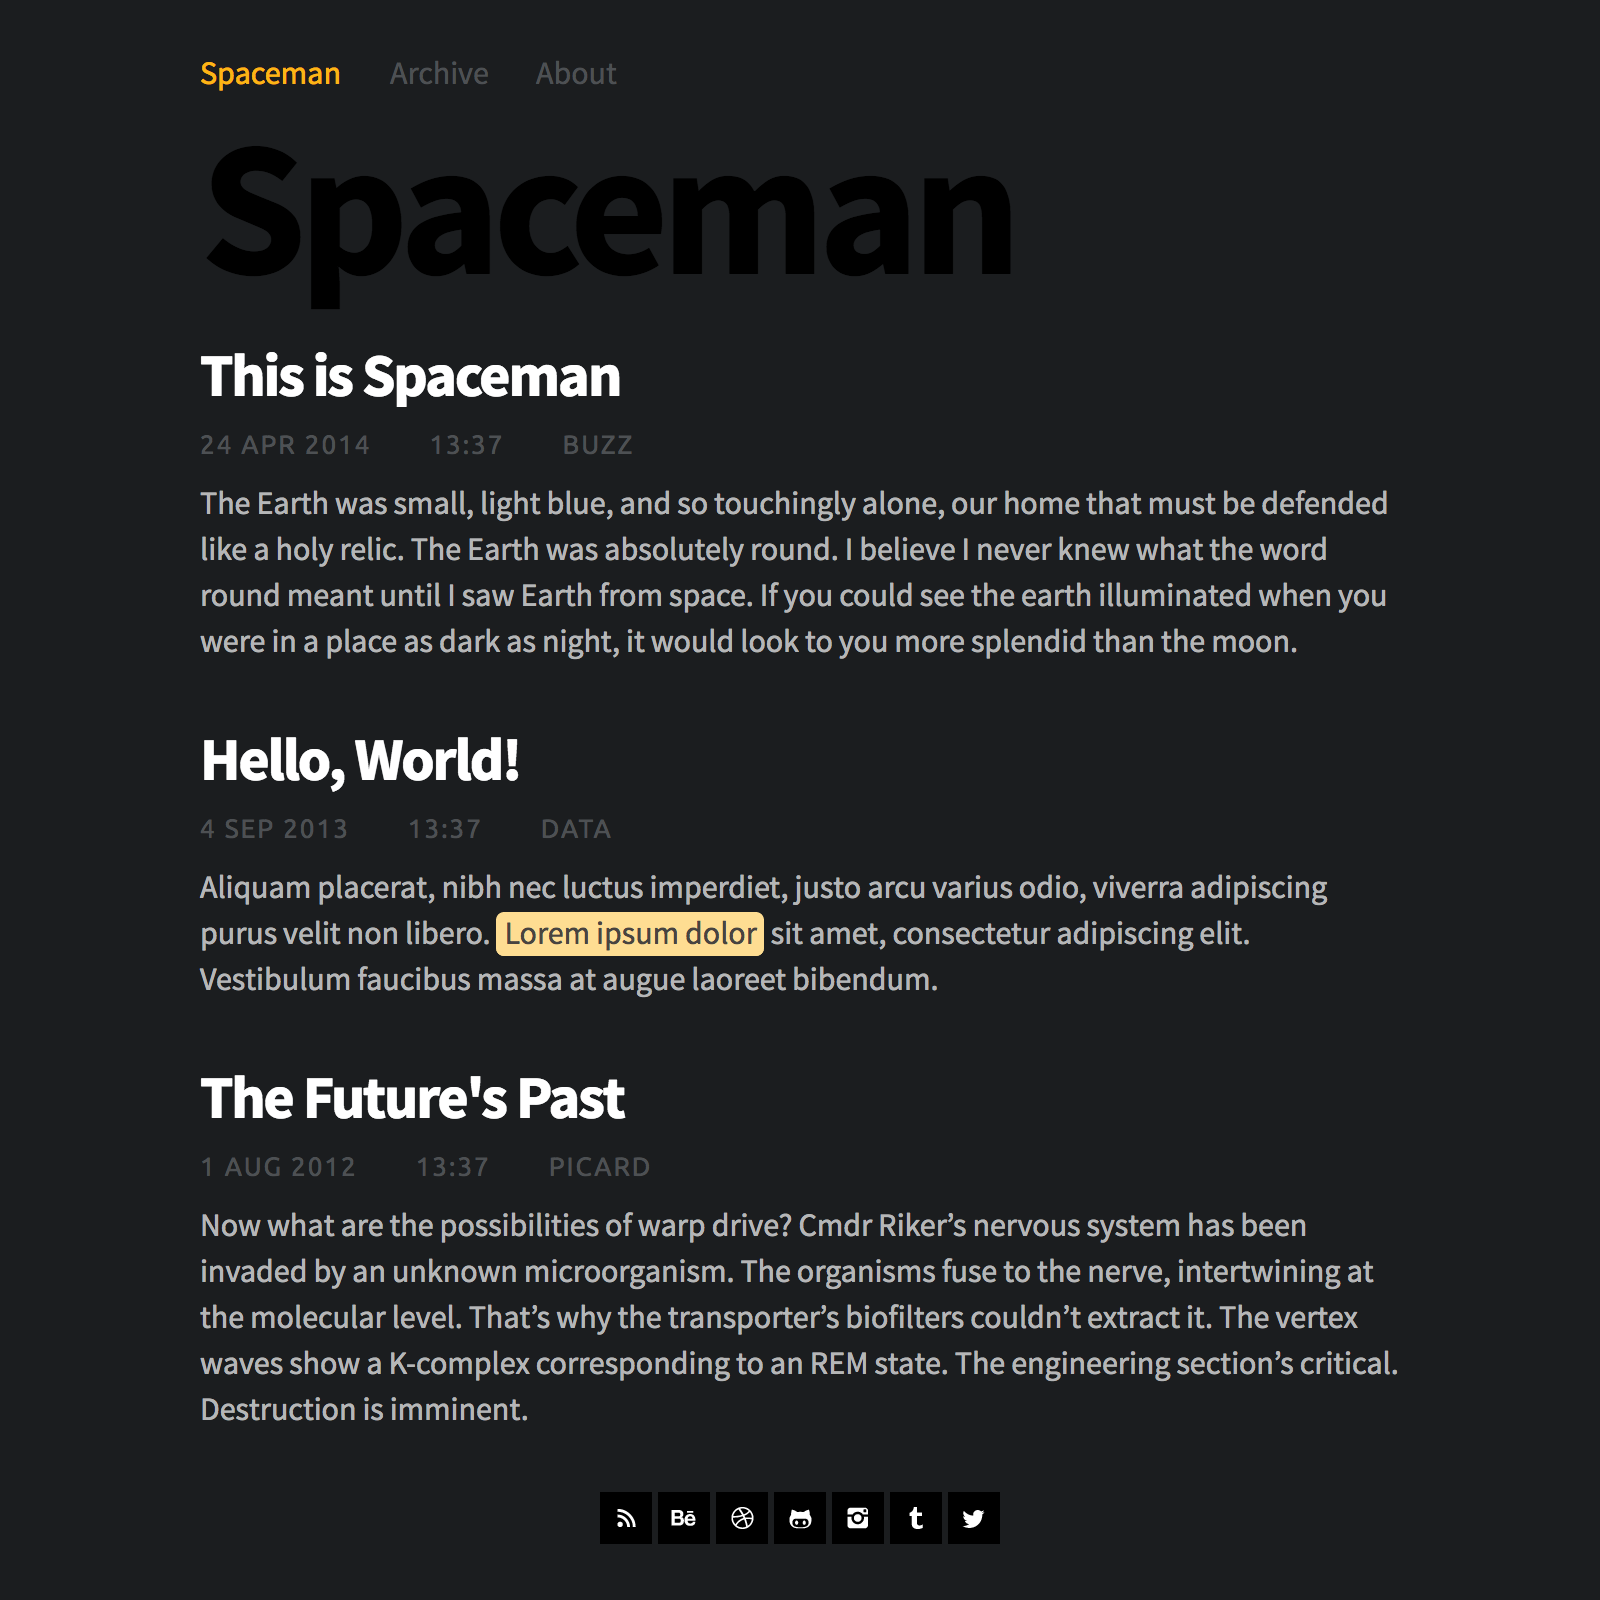 Spaceman Archive About
Spaceman
This is Spaceman
24 APR 2014 13:37 BUZZ
The Earth was small, light blue, and so touchingly alone, our home that must be defended
like a holy relic. The Earth was absolutely round. I believe I never knew what the word
round meant until I saw Earth from space. If you could see the earth illuminated when you
were in a place as dark as night, it would look to you more splendid than the moon.
Hello, World!
4 SEP 2013 13:37 DATA
Aliquam placerat, nibh nec luctus imperdiet, justo arcu varius odio, viverra adipiscing
purus velit non libero. Lorem ipsum dolor sit amet, consectetur adipiscing elit.
Vestibulum faucibus massa at augue laoreet bibendum.
The Future's Past
1 AUG 2012 13:37 PICARD
Now what are the possibilities of warp drive? Cmdr Riker’s nervous system has been
invaded by an unknown microorganism. The organisms fuse to the nerve, intertwining at
the molecular level. That’s why the transporter’s biofilters couldn’t extract it. The vertex
waves show a K-complex corresponding to an REM state. The engineering section’s critical.
Destruction is imminent.
Bē t